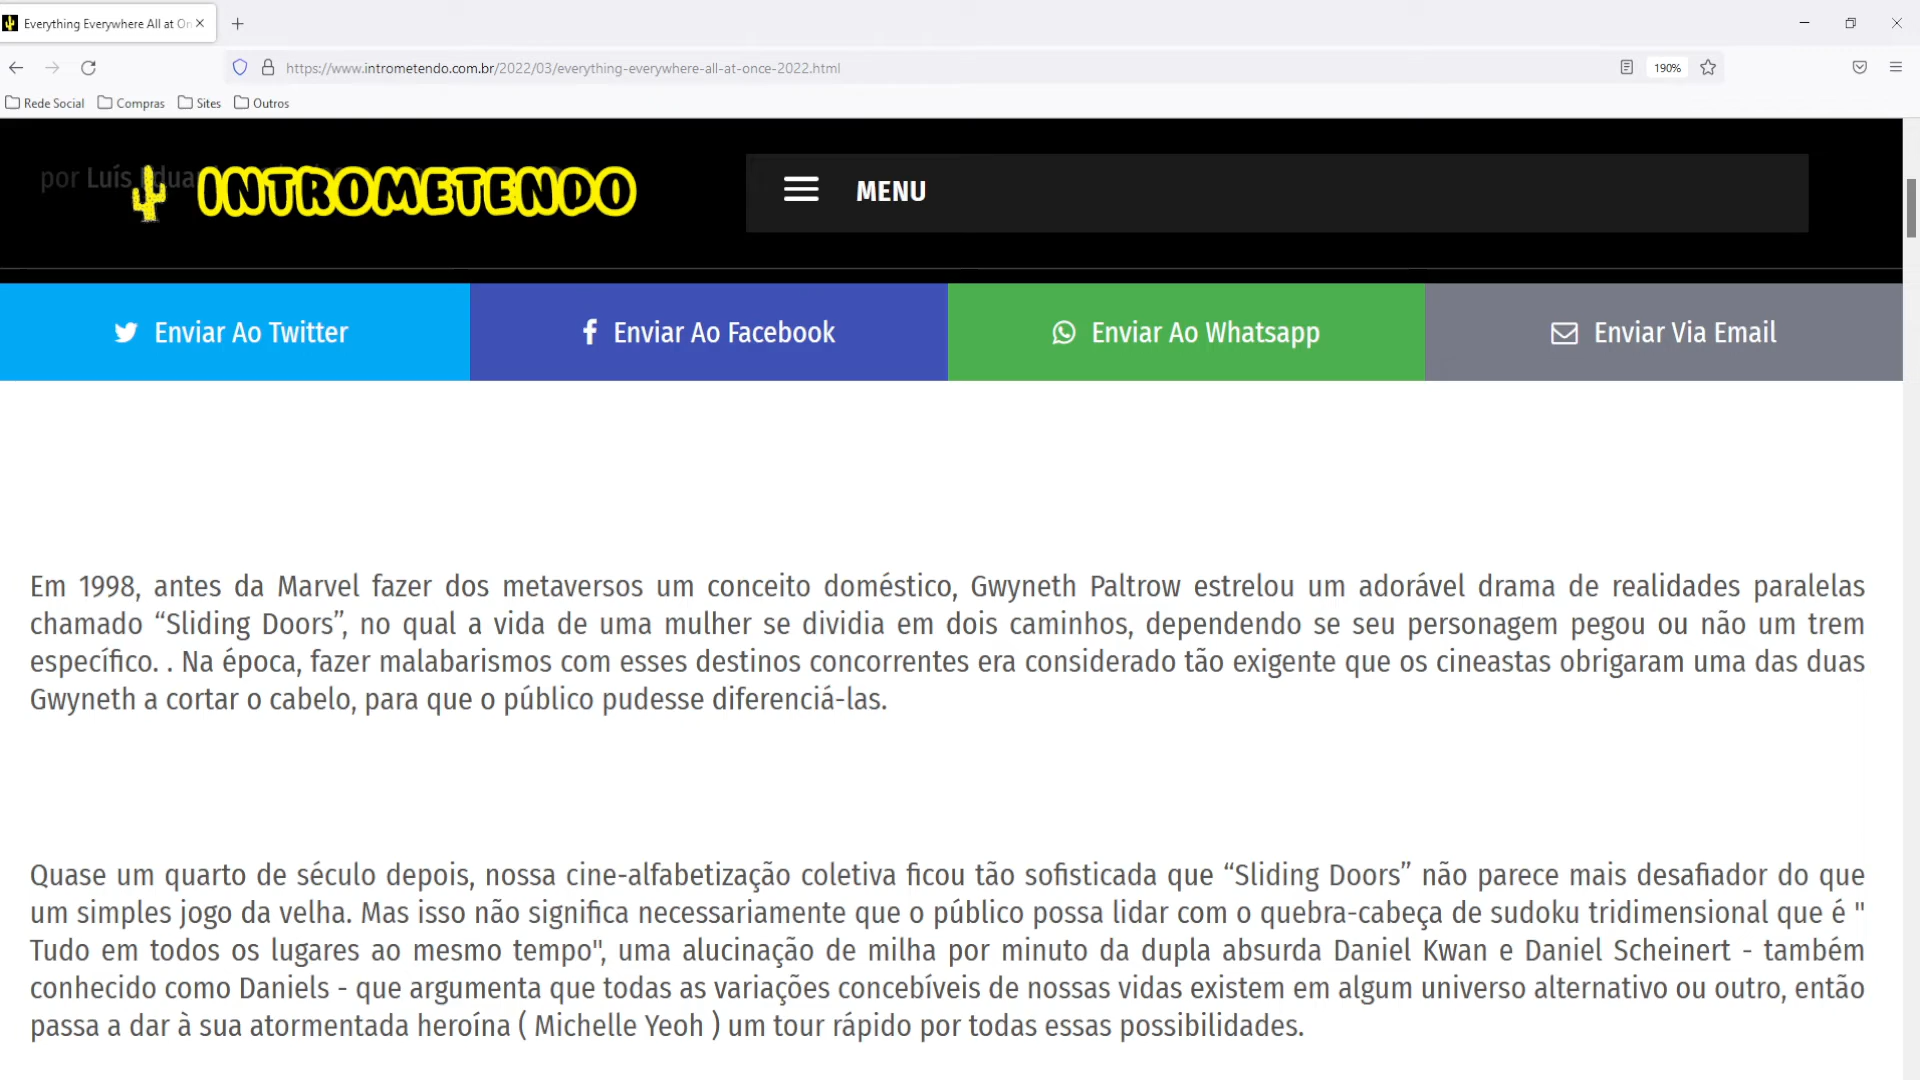 Everything Everywhere All at On
https://www.intrometendo.com.br/2022/03/everything-everywhere-all-at-once-2022.html
190%
Rede Social
Compras
Sites
Outros
por Luís Edua
INTROMETENDO
MENU
Enviar Ao Twitter
Enviar Ao Facebook
Enviar Ao Whatsapp
Enviar Via Email
Em 1998, antes da Marvel fazer dos metaversos um conceito doméstico, Gwyneth Paltrow estrelou um adorável drama de realidades paralelas
chamado “Sliding Doors”, no qual a vida de uma mulher se dividia em dois caminhos, dependendo se seu personagem pegou ou não um trem
específico. . Na época, fazer malabarismos com esses destinos concorrentes era considerado tão exigente que os cineastas obrigaram uma das duas
Gwyneth a cortar o cabelo, para que o público pudesse diferenciá-las.
Quase um quarto de século depois, nossa cine-alfabetização coletiva ficou tão sofisticada que “Sliding Doors” não parece mais desafiador do que
um simples jogo da velha. Mas isso não significa necessariamente que o público possa lidar com o quebra-cabeça de sudoku tridimensional que é "
Tudo em todos os lugares ao mesmo tempo", uma alucinação de milha por minuto da dupla absurda Daniel Kwan e Daniel Scheinert - também
conhecido como Daniels - que argumenta que todas as variações concebíveis de nossas vidas existem em algum universo alternativo ou outro, então
passa a dar à sua atormentada heroína ( Michelle Yeoh ) um tour rápido por todas essas possibilidades.